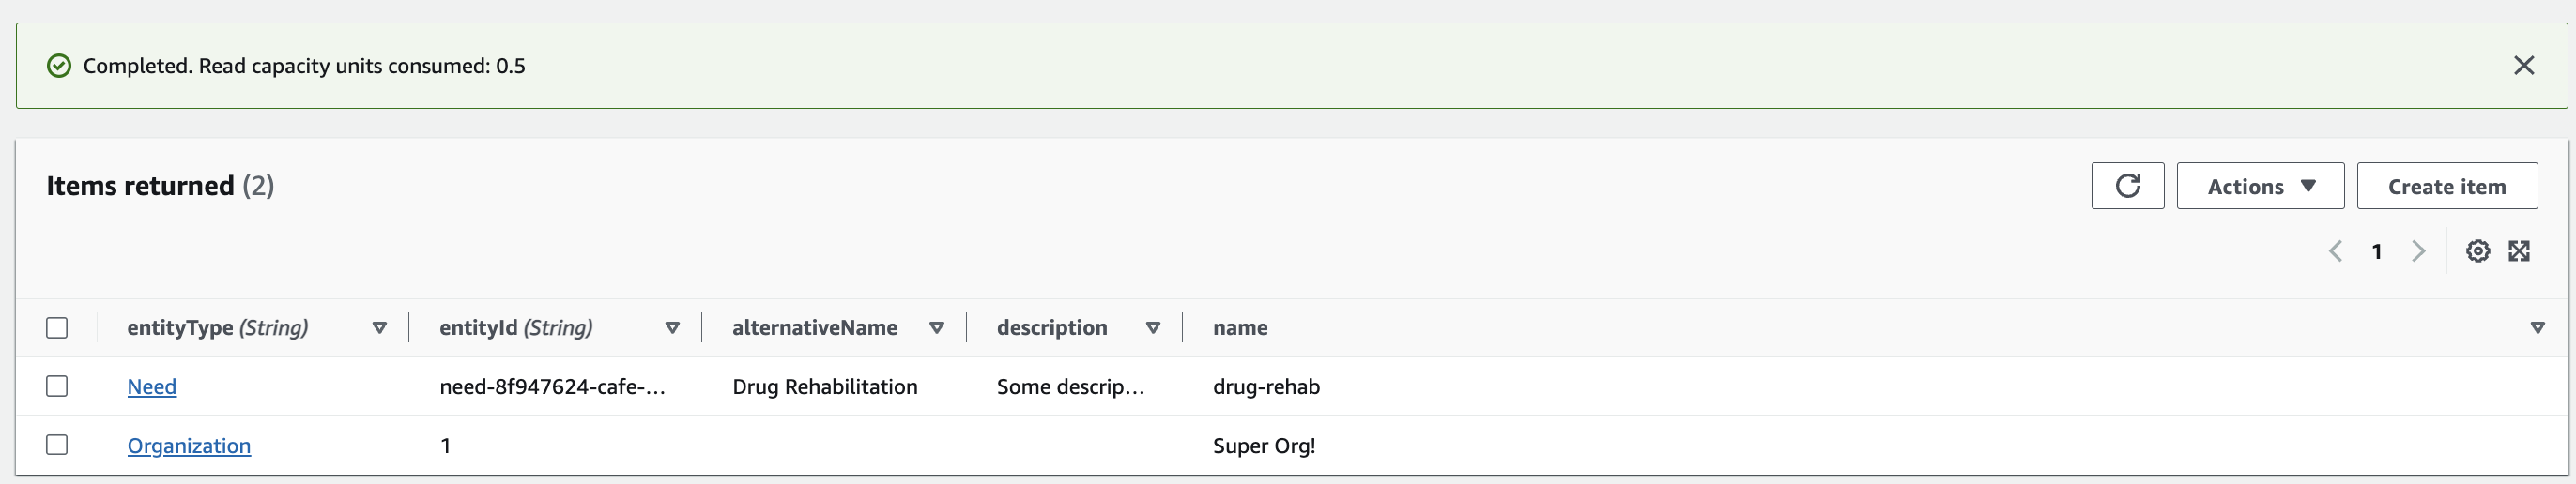 Completed. Read capacity units consumed: 0.5
Items returned (2)
Actions
Create item
1
entityType (String) entityId (String) alternativeName description name
Need need-8f947624-cafe-… Drug Rehabilitation Some descrip… drug-rehab
Organization 1 Super Org!